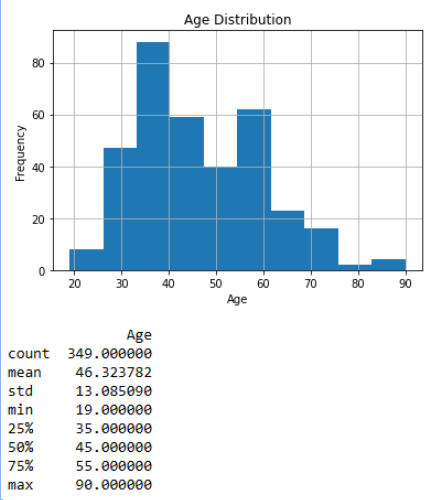 Age Distribution
80
60
40
20
0
Frequency
20 30 40 50 60 70 80 90
Age
Age
count 349.000000
mean 46.323782
std 13.085090
min 19.000000
25% 35.000000
50% 45.000000
75% 55.000000
max 90.000000